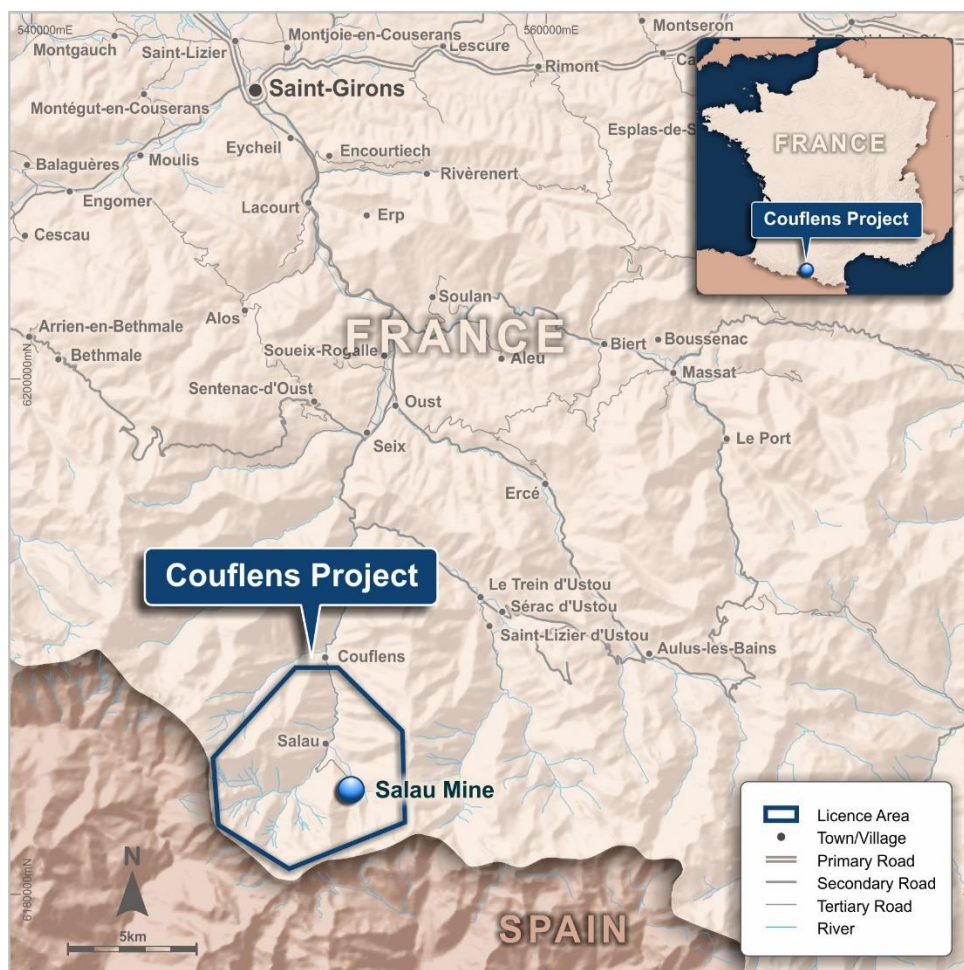 540000mE
560000mE
Montgauch
Saint-Lizier
Montjoie-en-Couserans
Lescure
Montseron
Rimont
Saint-Girons
Montégut-en-Couserans
Esplas-de-S
Eycheil
Encourtiech
Balaguères
Moulis
Rivèrenert
Engomer
Lacourt
Erp
Cescau
FRANCE
Couflens Project
Soulan
Alos
FRANCE
Arrien-en-Bethmale
Bethmale
Soueix-Rogalle
Aleu
Biert
Boussenac
Massat
6200000mN
Sentenac-d'Oust
Oust
Seix
Le Port
Ercé
Couflens Project
Le Trein d'Ustou
Sérac d'Ustou
Saint-Lizier d'Ustou
Couflens
Aulus-les-Bains
Salau
Salau Mine
6180000mN
N
5km
SPAIN
Licence Area
Town/Village
Primary Road
Secondary Road
Tertiary Road
River